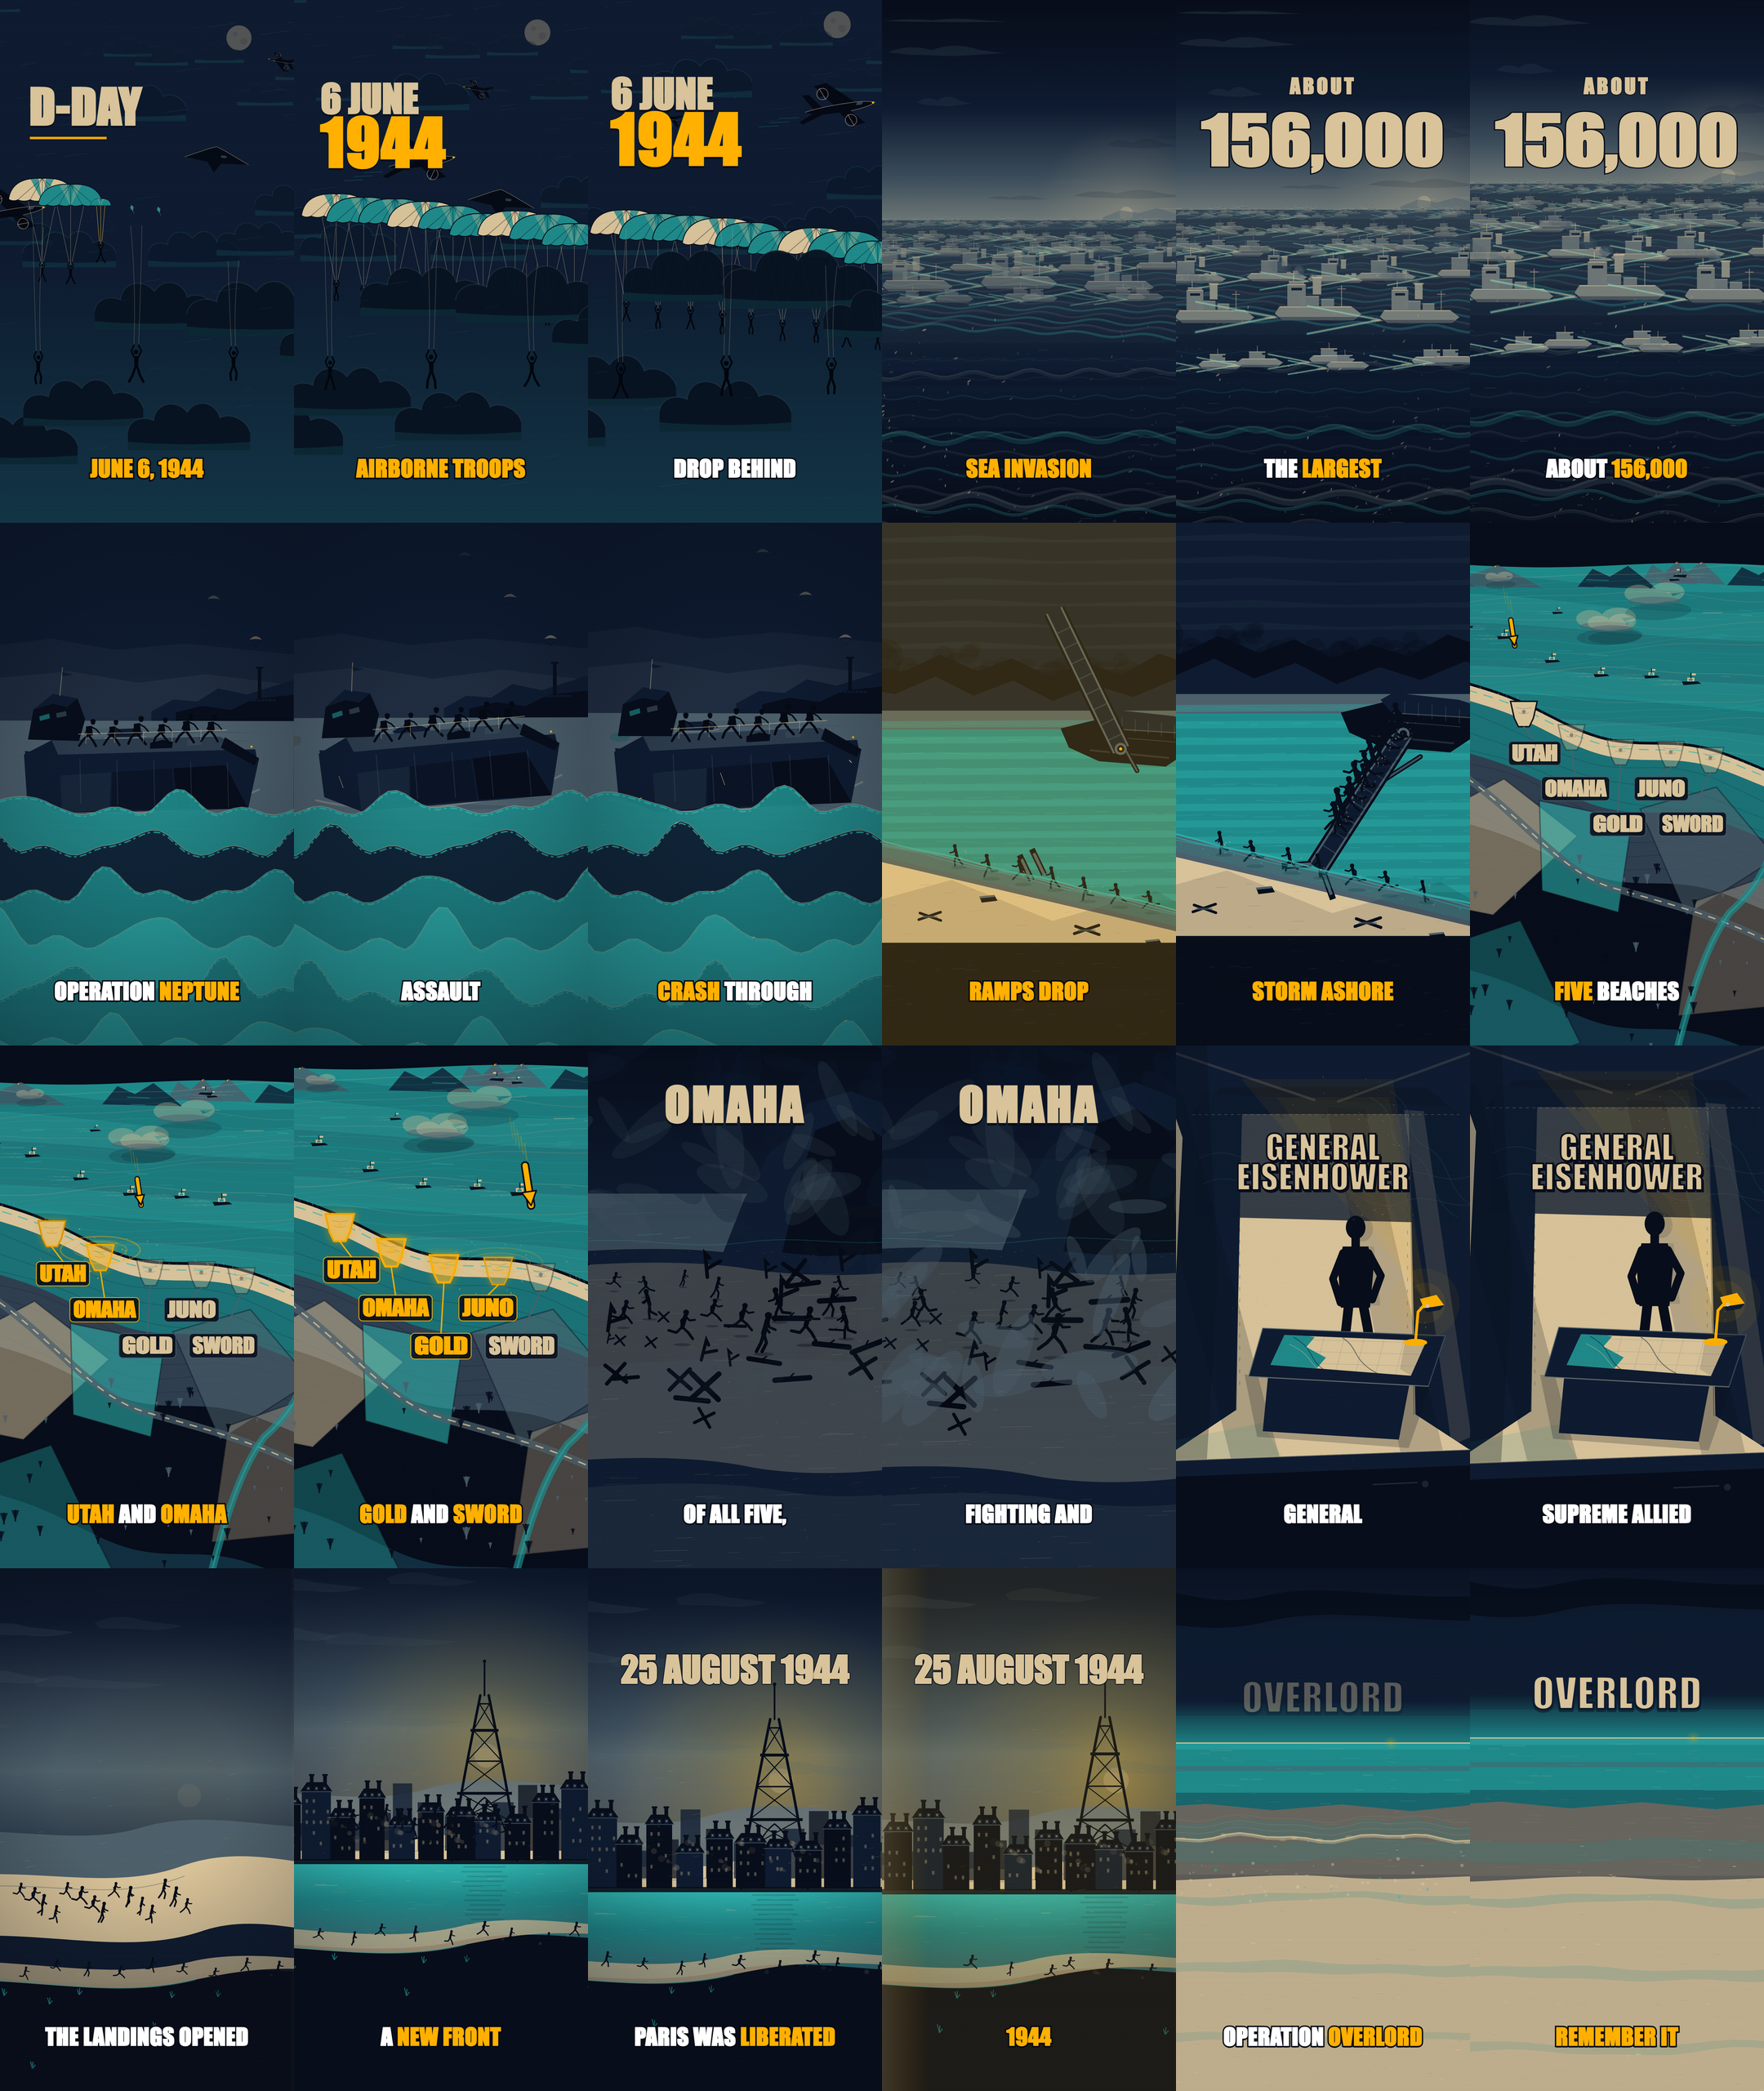 D-DAY
JUNE 6, 1944
6 JUNE
1944
AIRBORNE TROOPS
6 JUNE
1944
DROP BEHIND
SEA INVASION
ABOUT
156,000
THE LARGEST
ABOUT
156,000
ABOUT 156,000
OPERATION NEPTUNE
ASSAULT
CRASH THROUGH
RAMPS DROP
STORM ASHORE
UTAH
OMAHA JUNO
GOLD SWORD
FIVE BEACHES
UTAH
OMAHA JUNO
GOLD SWORD
UTAH AND OMAHA
UTAH
OMAHA JUNO
GOLD SWORD
GOLD AND SWORD
OMAHA
OF ALL FIVE,
OMAHA
FIGHTING AND
GENERAL
EISENHOWER
GENERAL
GENERAL
EISENHOWER
SUPREME ALLIED
THE LANDINGS OPENED
A NEW FRONT
25 AUGUST 1944
PARIS WAS LIBERATED
25 AUGUST 1944
1944
OVERLORD
OPERATION OVERLORD
OVERLORD
REMEMBER IT